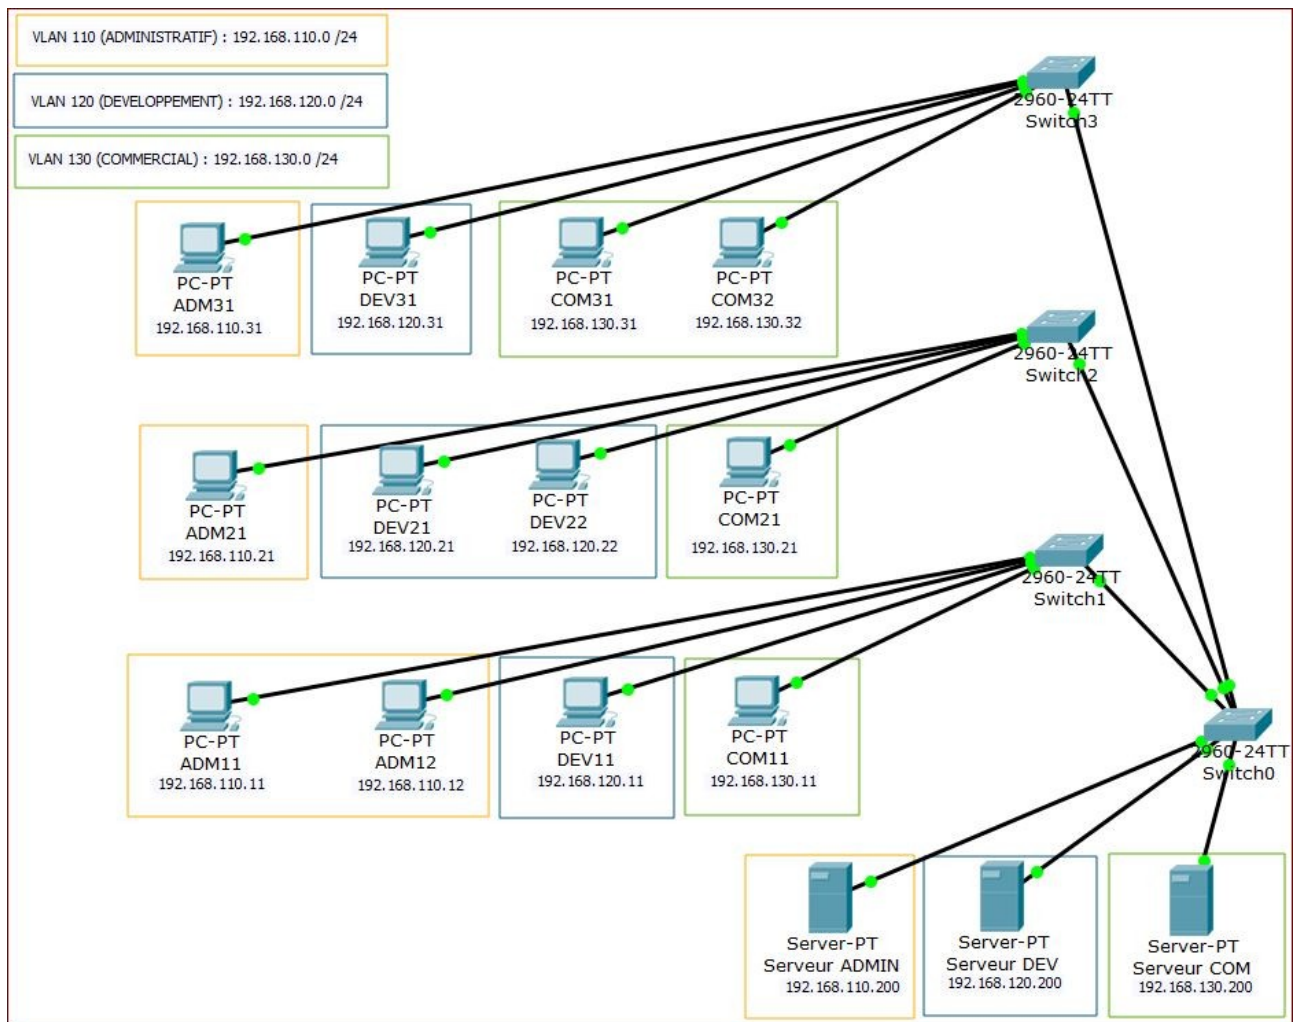 VLAN 110 (ADMINISTRATIF) : 192.168.110.0 /24
VLAN 120 (DEVELOPPEMENT) : 192.168.120.0 /24
VLAN 130 (COMMERCIAL) : 192.168.130.0 /24
2960-24TT
Switch3
PC-PT
ADM31
192.168.110.31
PC-PT
DEV31
192.168.120.31
PC-PT
COM31
192.168.130.31
PC-PT
COM32
192.168.130.32
2960-24TT
Switch2
PC-PT
ADM21
192.168.110.21
PC-PT
DEV21
192.168.120.21
PC-PT
DEV22
192.168.120.22
PC-PT
COM21
192.168.130.21
2960-24TT
Switch1
PC-PT
ADM11
192.168.110.11
PC-PT
ADM12
192.168.110.12
PC-PT
DEV11
192.168.120.11
PC-PT
COM11
192.168.130.11
2960-24TT
Switch0
Server-PT
Serveur ADMIN
192.168.110.200
Server-PT
Serveur DEV
192.168.120.200
Server-PT
Serveur COM
192.168.130.200